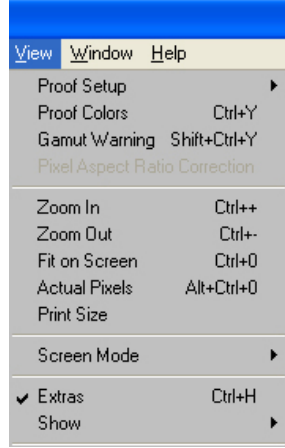 View Window Help
Proof Setup
Proof Colors Ctrl+Y
Gamut Warning Shift+Ctrl+Y
Pixel Aspect Ratio Correction
Zoom In Ctrl++
Zoom Out Ctrl+-
Fit on Screen Ctrl+0
Actual Pixels Alt+Ctrl+0
Print Size
Screen Mode
Extras Ctrl+H
Show